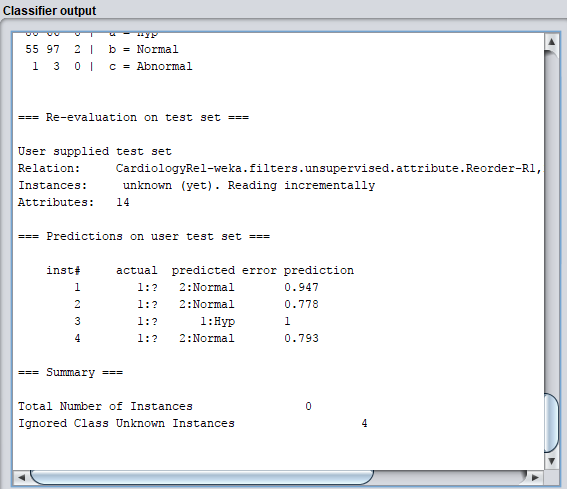 Classifier output
55 97 2 | b = Normal
1 3 0 | c = Abnormal
=== Re-evaluation on test set ===
User supplied test set
Relation: CardiologyRel-weka.filters.unsupervised.attribute.Reorder-R1,
Instances: unknown (yet). Reading incrementally
Attributes: 14
=== Predictions on user test set ===
inst# actual predicted error prediction
1 1:? 2:Normal 0.947
2 1:? 2:Normal 0.778
3 1:? 1:Hyp 1
4 1:? 2:Normal 0.793
=== Summary ===
Total Number of Instances 0
Ignored Class Unknown Instances 4